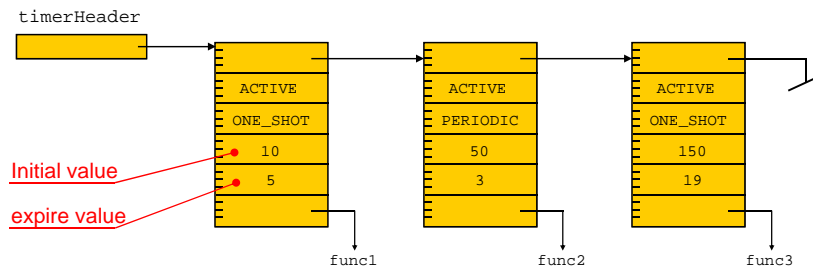 timerHeader
ACTIVE ACTIVE ACTIVE
ONE_SHOT PERIODIC ONE_SHOT
10 50 150
Initial value
5 3 19
expire value
func1 func2 func3